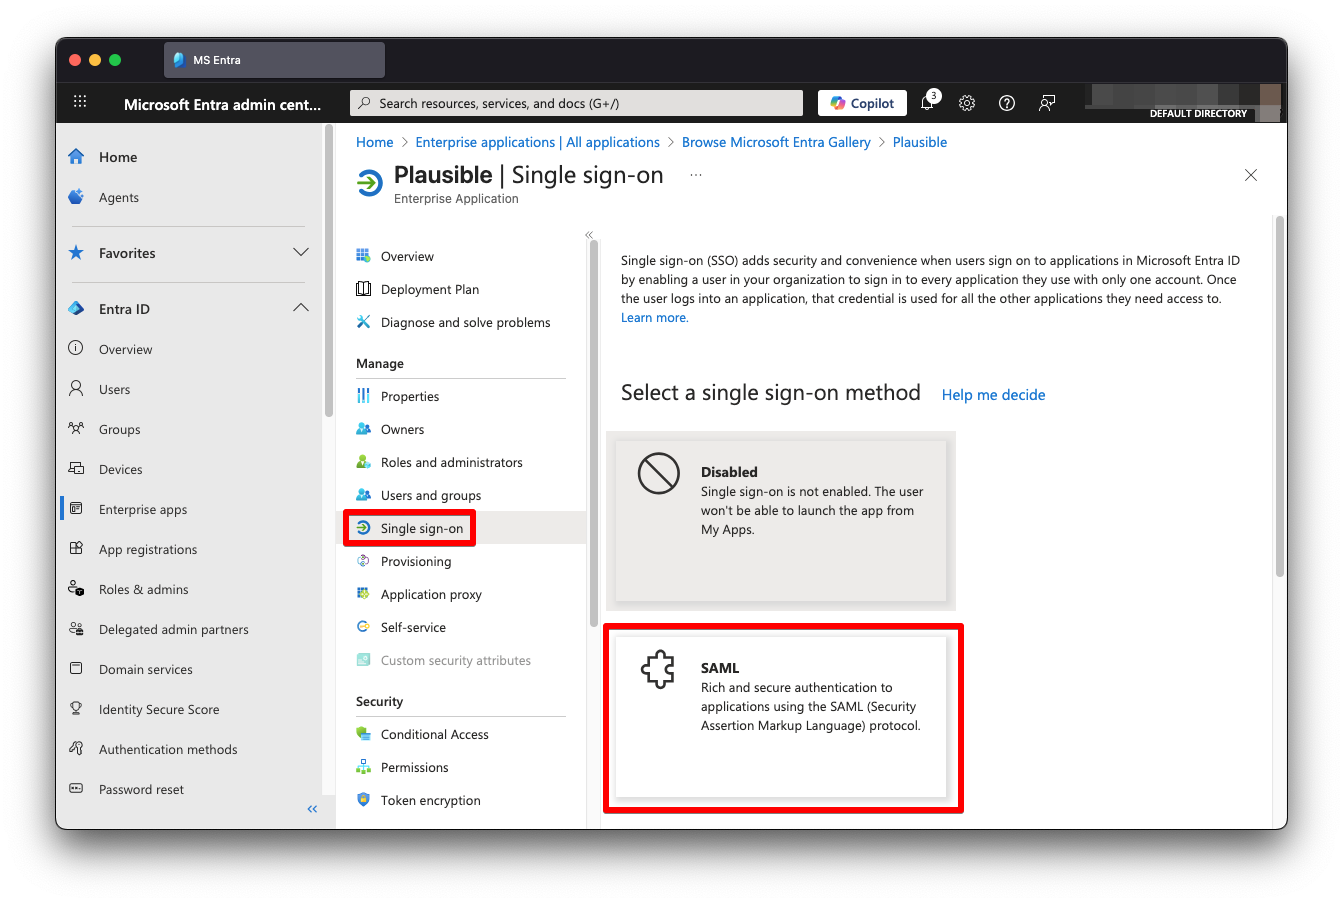 MS Entra
Microsoft Entra admin cent...
Search resources, services, and docs (G+/)
Copilot
3
DEFAULT DIRECTORY
Home
Agents
Favorites
Entra ID
Overview
Users
Groups
Devices
Enterprise apps
App registrations
Roles & admins
Delegated admin partners
Domain services
Identity Secure Score
Authentication methods
Password reset
«
Home > Enterprise applications | All applications > Browse Microsoft Entra Gallery > Plausible
Plausible | Single sign-on ...
Enterprise Application
«
Overview
Deployment Plan
Diagnose and solve problems
Manage
Properties
Owners
Roles and administrators
Users and groups
Single sign-on
Provisioning
Application proxy
Self-service
Custom security attributes
Security
Conditional Access
Permissions
Token encryption
Single sign-on (SSO) adds security and convenience when users sign on to applications in Microsoft Entra ID
by enabling a user in your organization to sign in to every application they use with only one account. Once
the user logs into an application, that credential is used for all the other applications they need access to.
Learn more.
Select a single sign-on method Help me decide
Disabled
Single sign-on is not enabled. The user
won't be able to launch the app from
My Apps.
SAML
Rich and secure authentication to
applications using the SAML (Security
Assertion Markup Language) protocol.